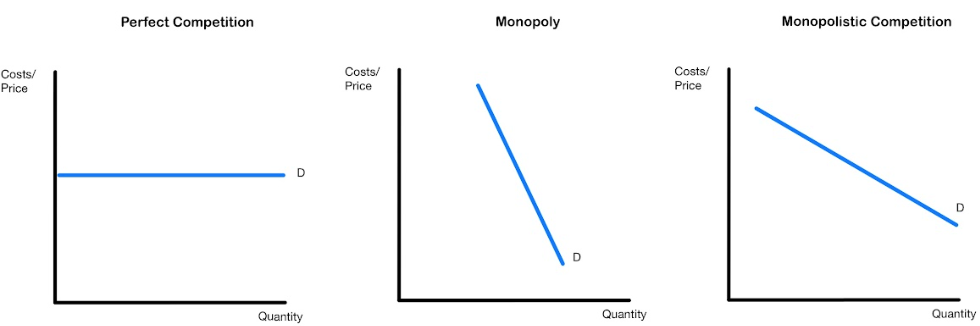 Perfect Competition
Costs/
Price
D
Quantity
Monopoly
Costs/
Price
D
Quantity
Monopolistic Competition
Costs/
Price
D
Quantity